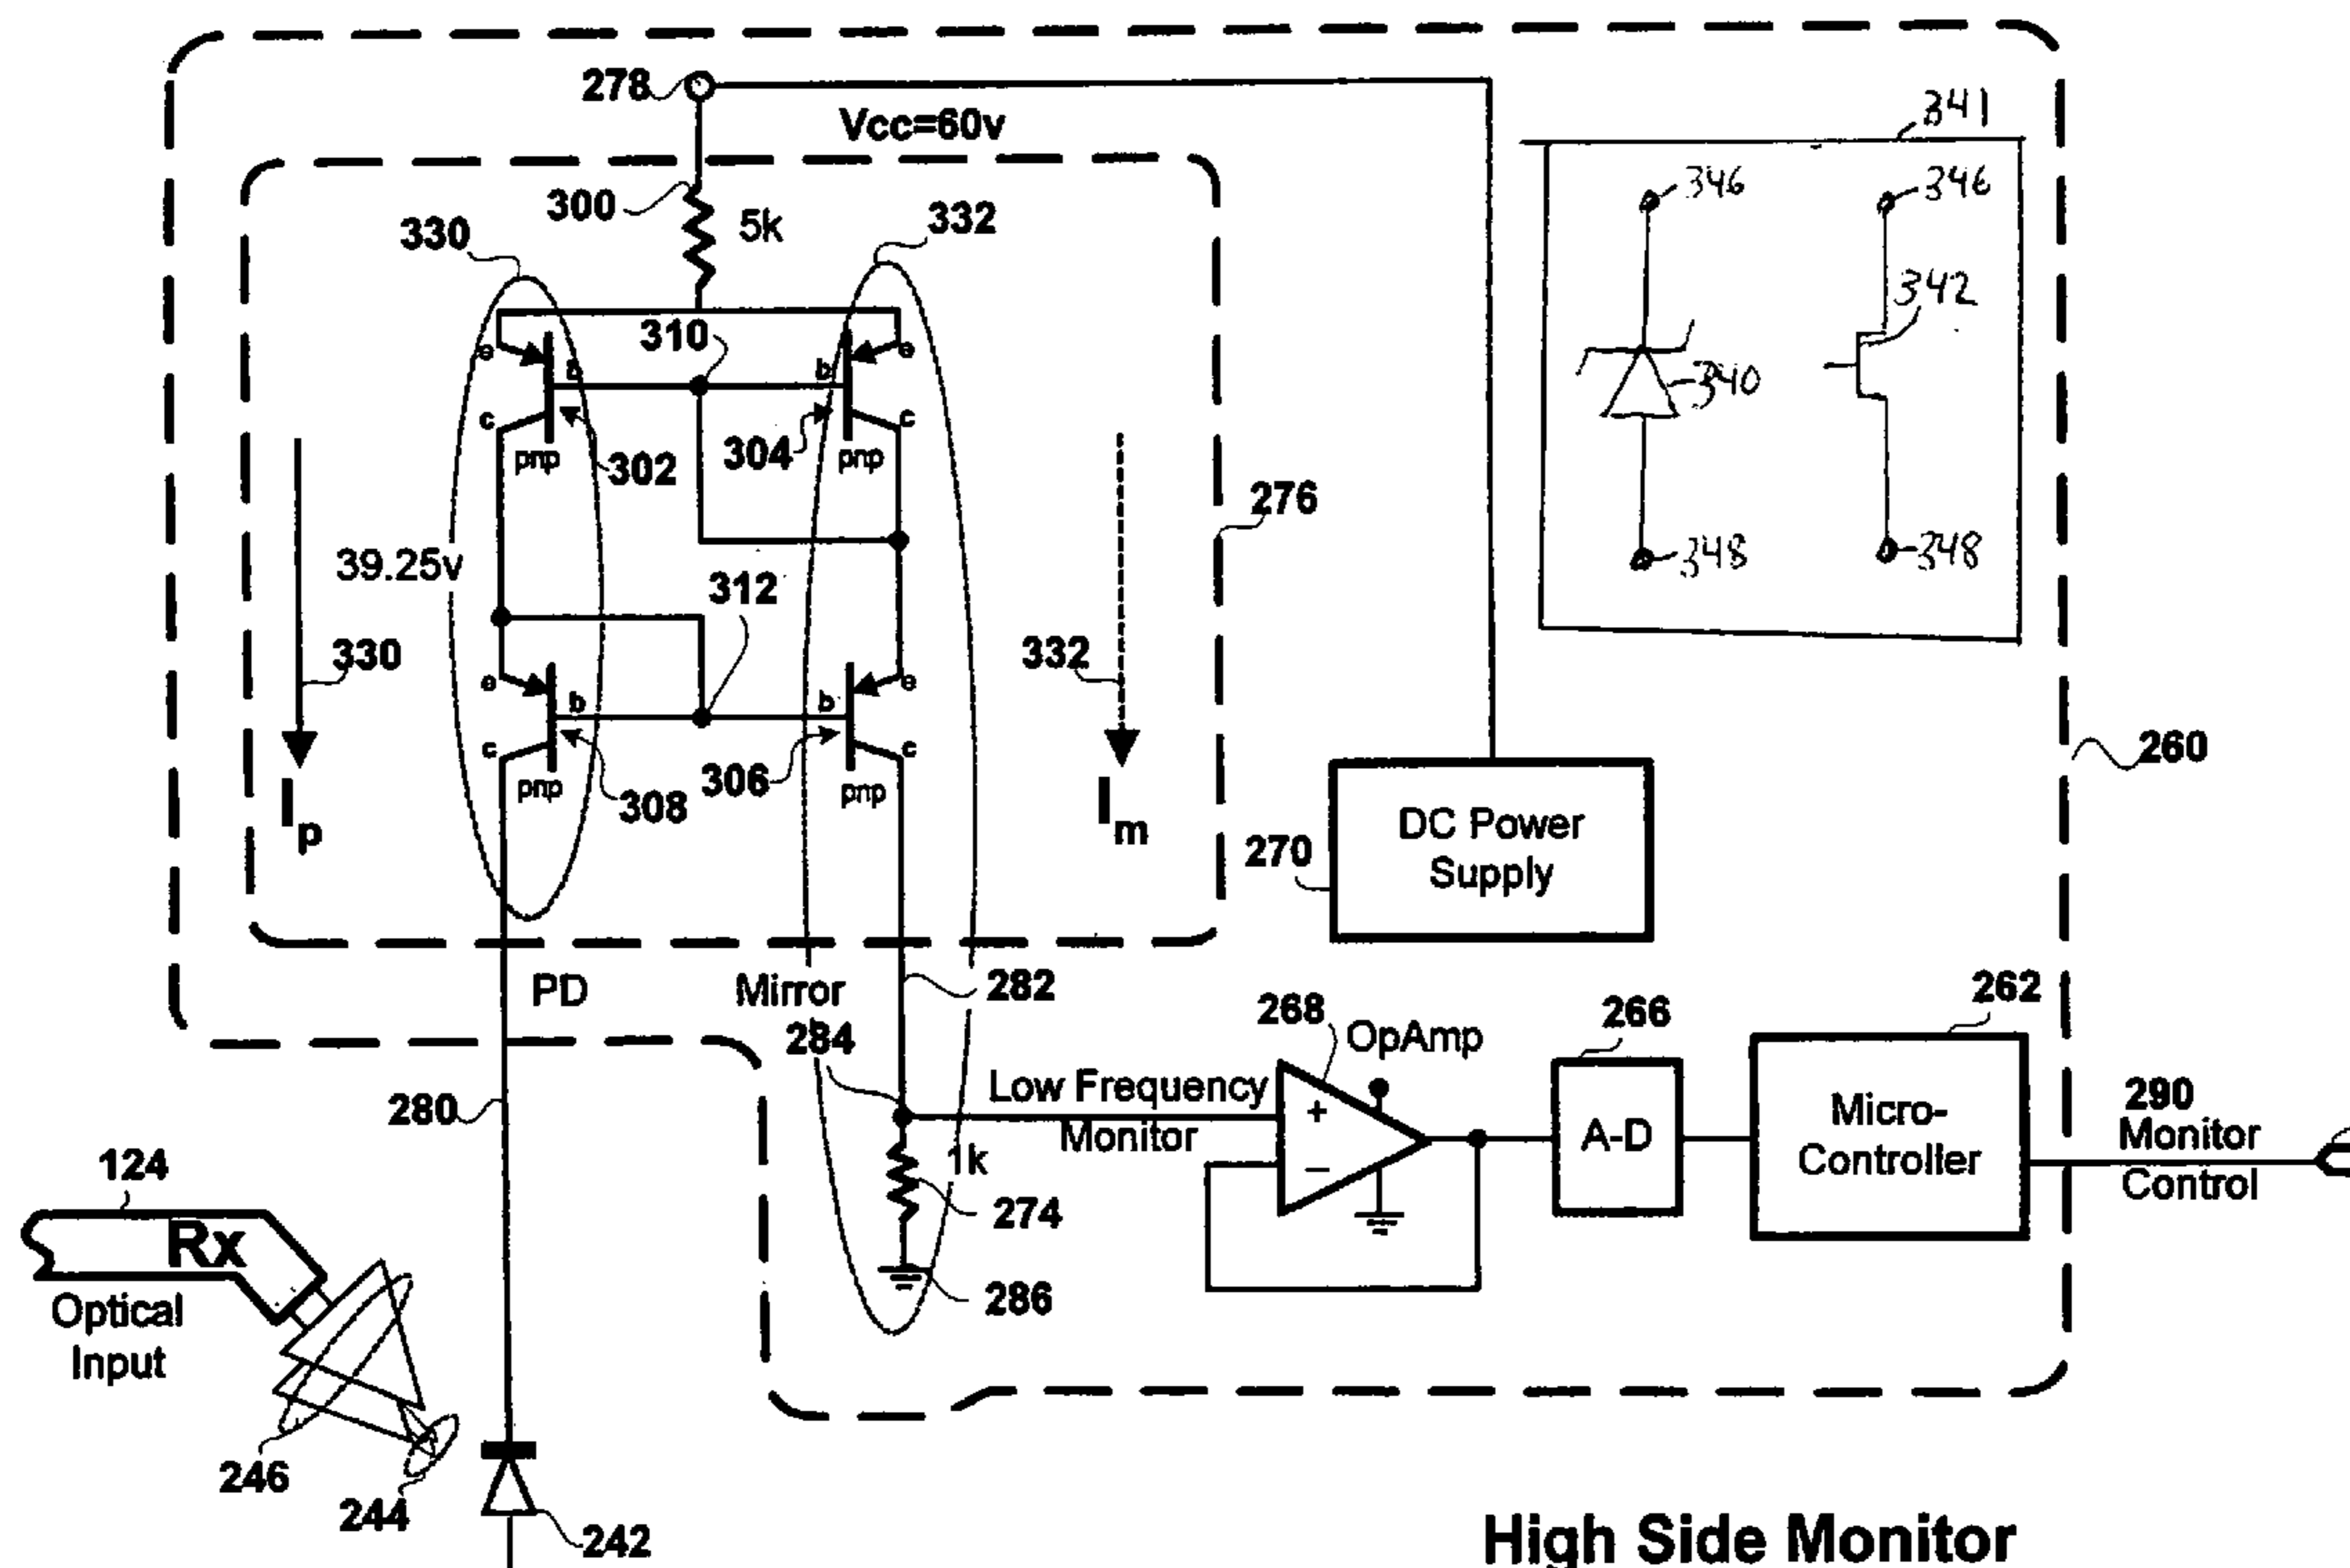 278
Vcc=60v
341
346
346
300
5k
330
332
342
310
e
b
b
e
340
c
304
c
pnp
302
pnp
276
348
348
39.25v
312
330
332
e
b
b
e
260
c
c
306
pnp
308
pnp
I p
I m
DC Power
Supply
270
PD
Mirror
282
262
284
268
OpAmp
266
Low Frequency
Monitor
280
+
−
A-D
Micro-
Controller
290
Monitor
Control
124
1k
Rx
274
Optical
Input
286
246
244
242
High Side Monitor